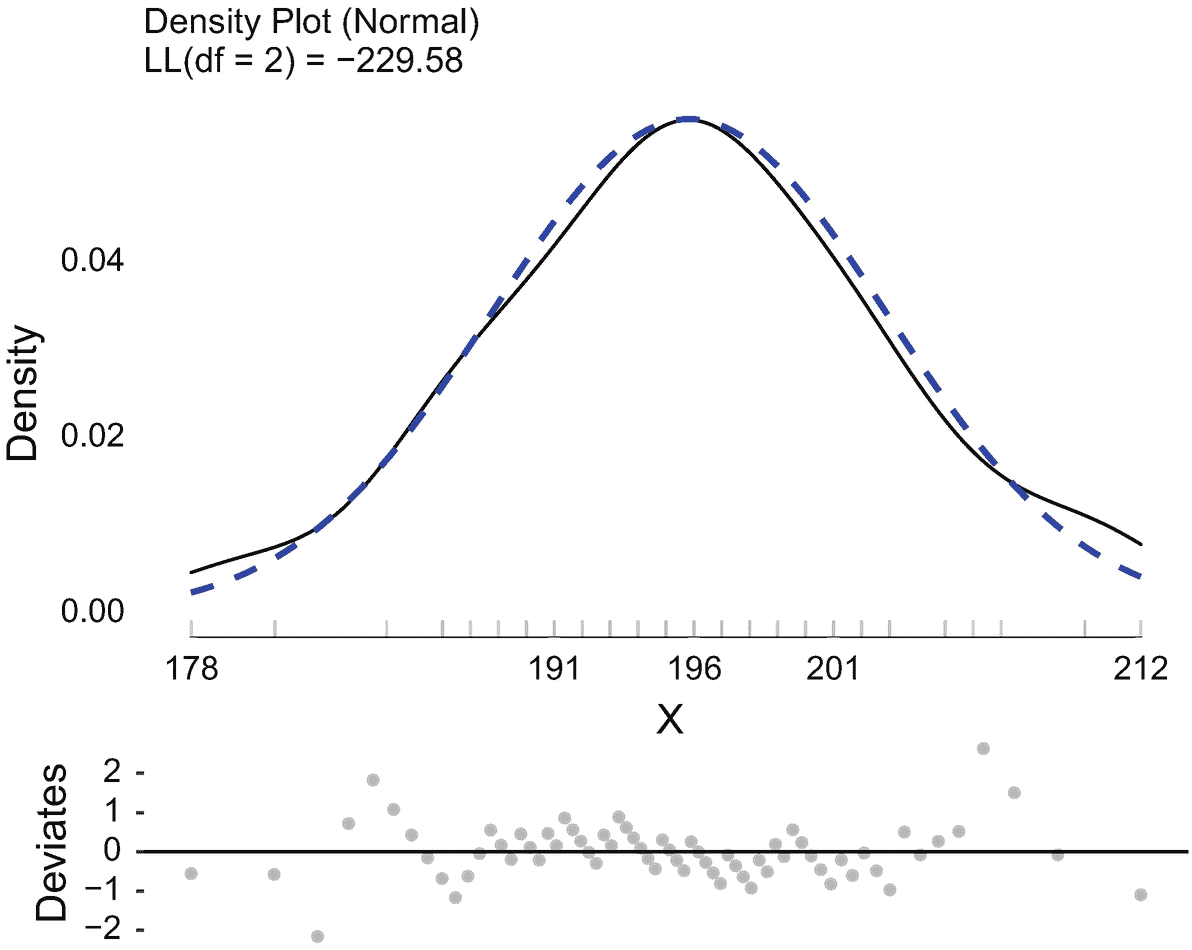 Density Plot (Normal)
LL(df = 2) = −229.58
Density
0.04
0.02
0.00
178 191 196 201 212
X
Deviates
2
1
0
−1
−2